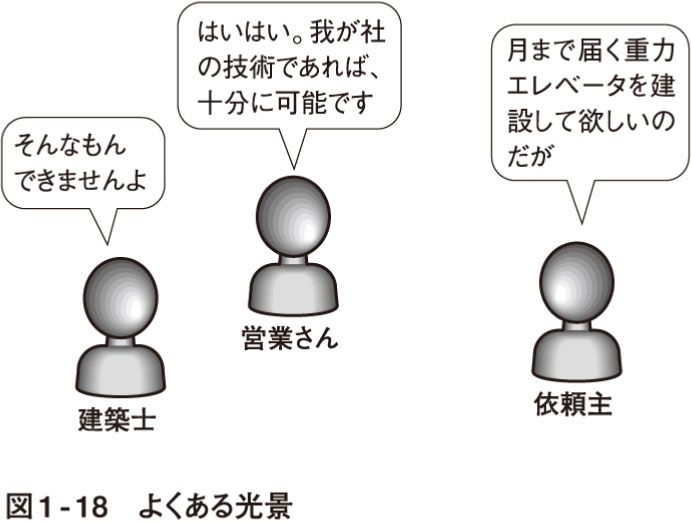 はいはい。我が社
の技術であれば、
十分に可能です
月まで届く重力
エレベータを建
設して欲しいの
だが
そんなもん
できませんよ
営業さん
建築士
依頼主
図1-18　よくある光景